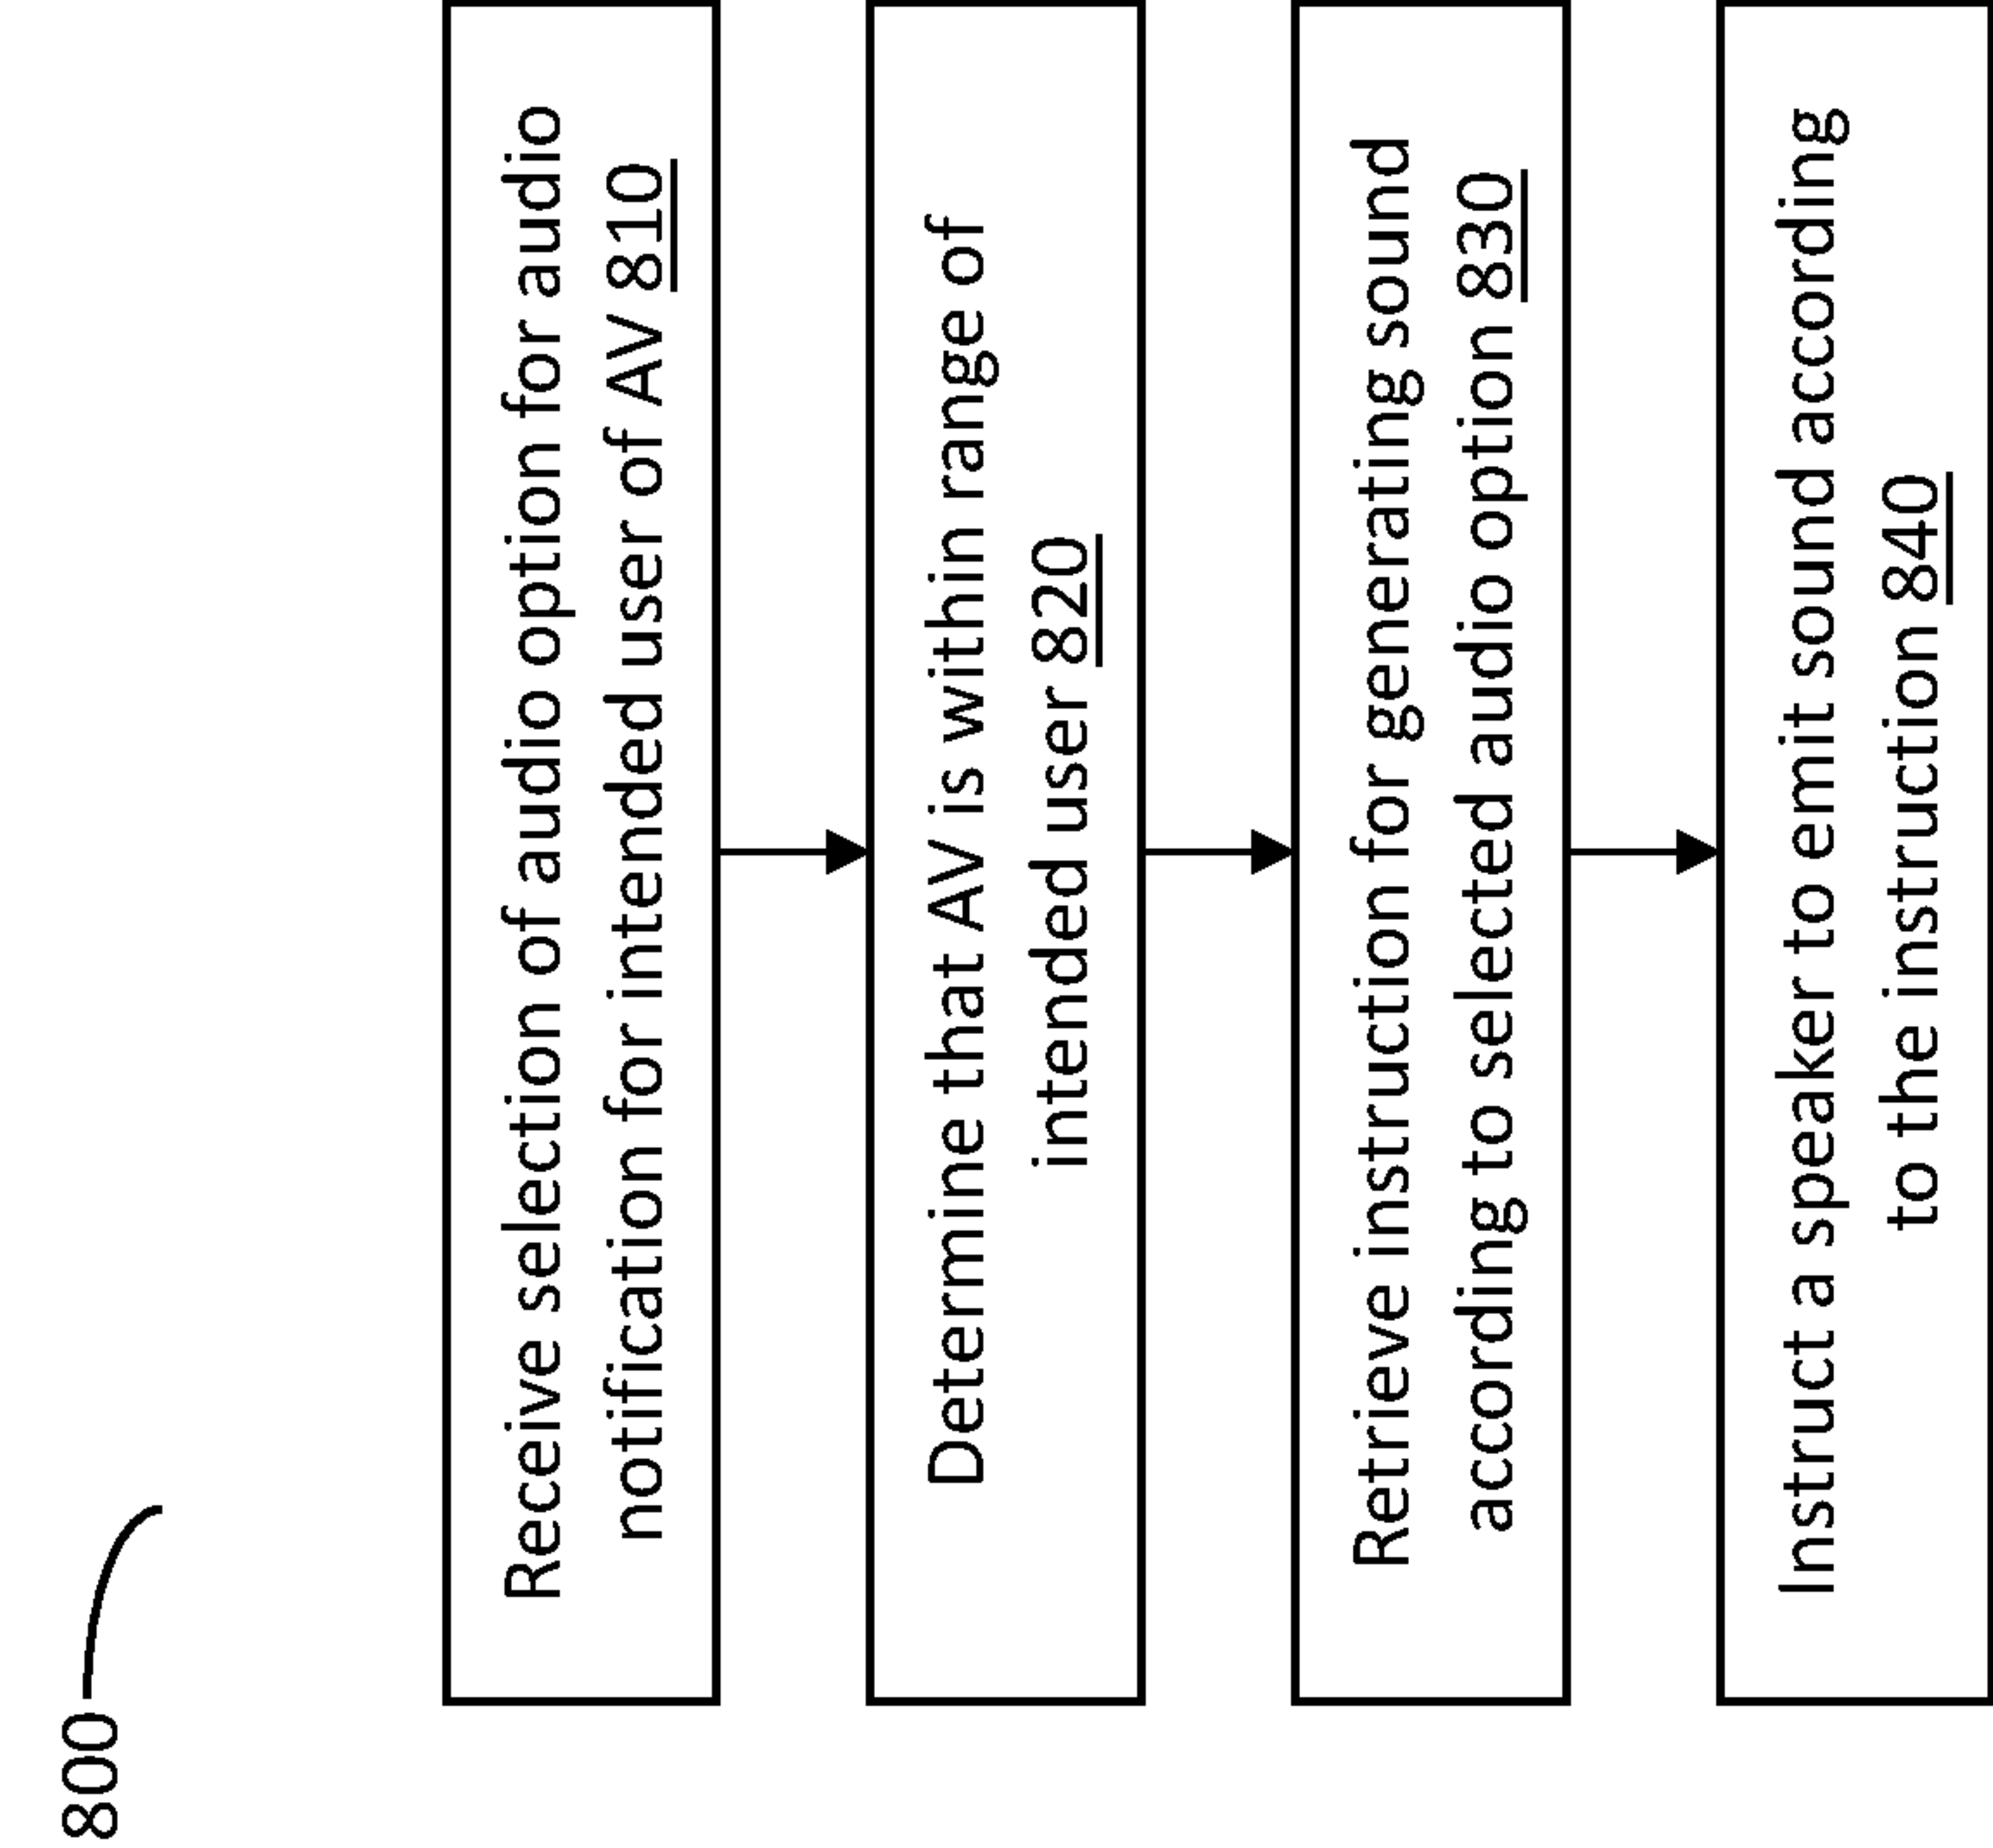 800
Receive selection of audio option for audio
notification for intended user of AV 810
Determine that AV is within range of
intended user 820
Retrieve instruction for generating sound
according to selected audio option 830
Instruct a speaker to emit sound according
to the instruction 840